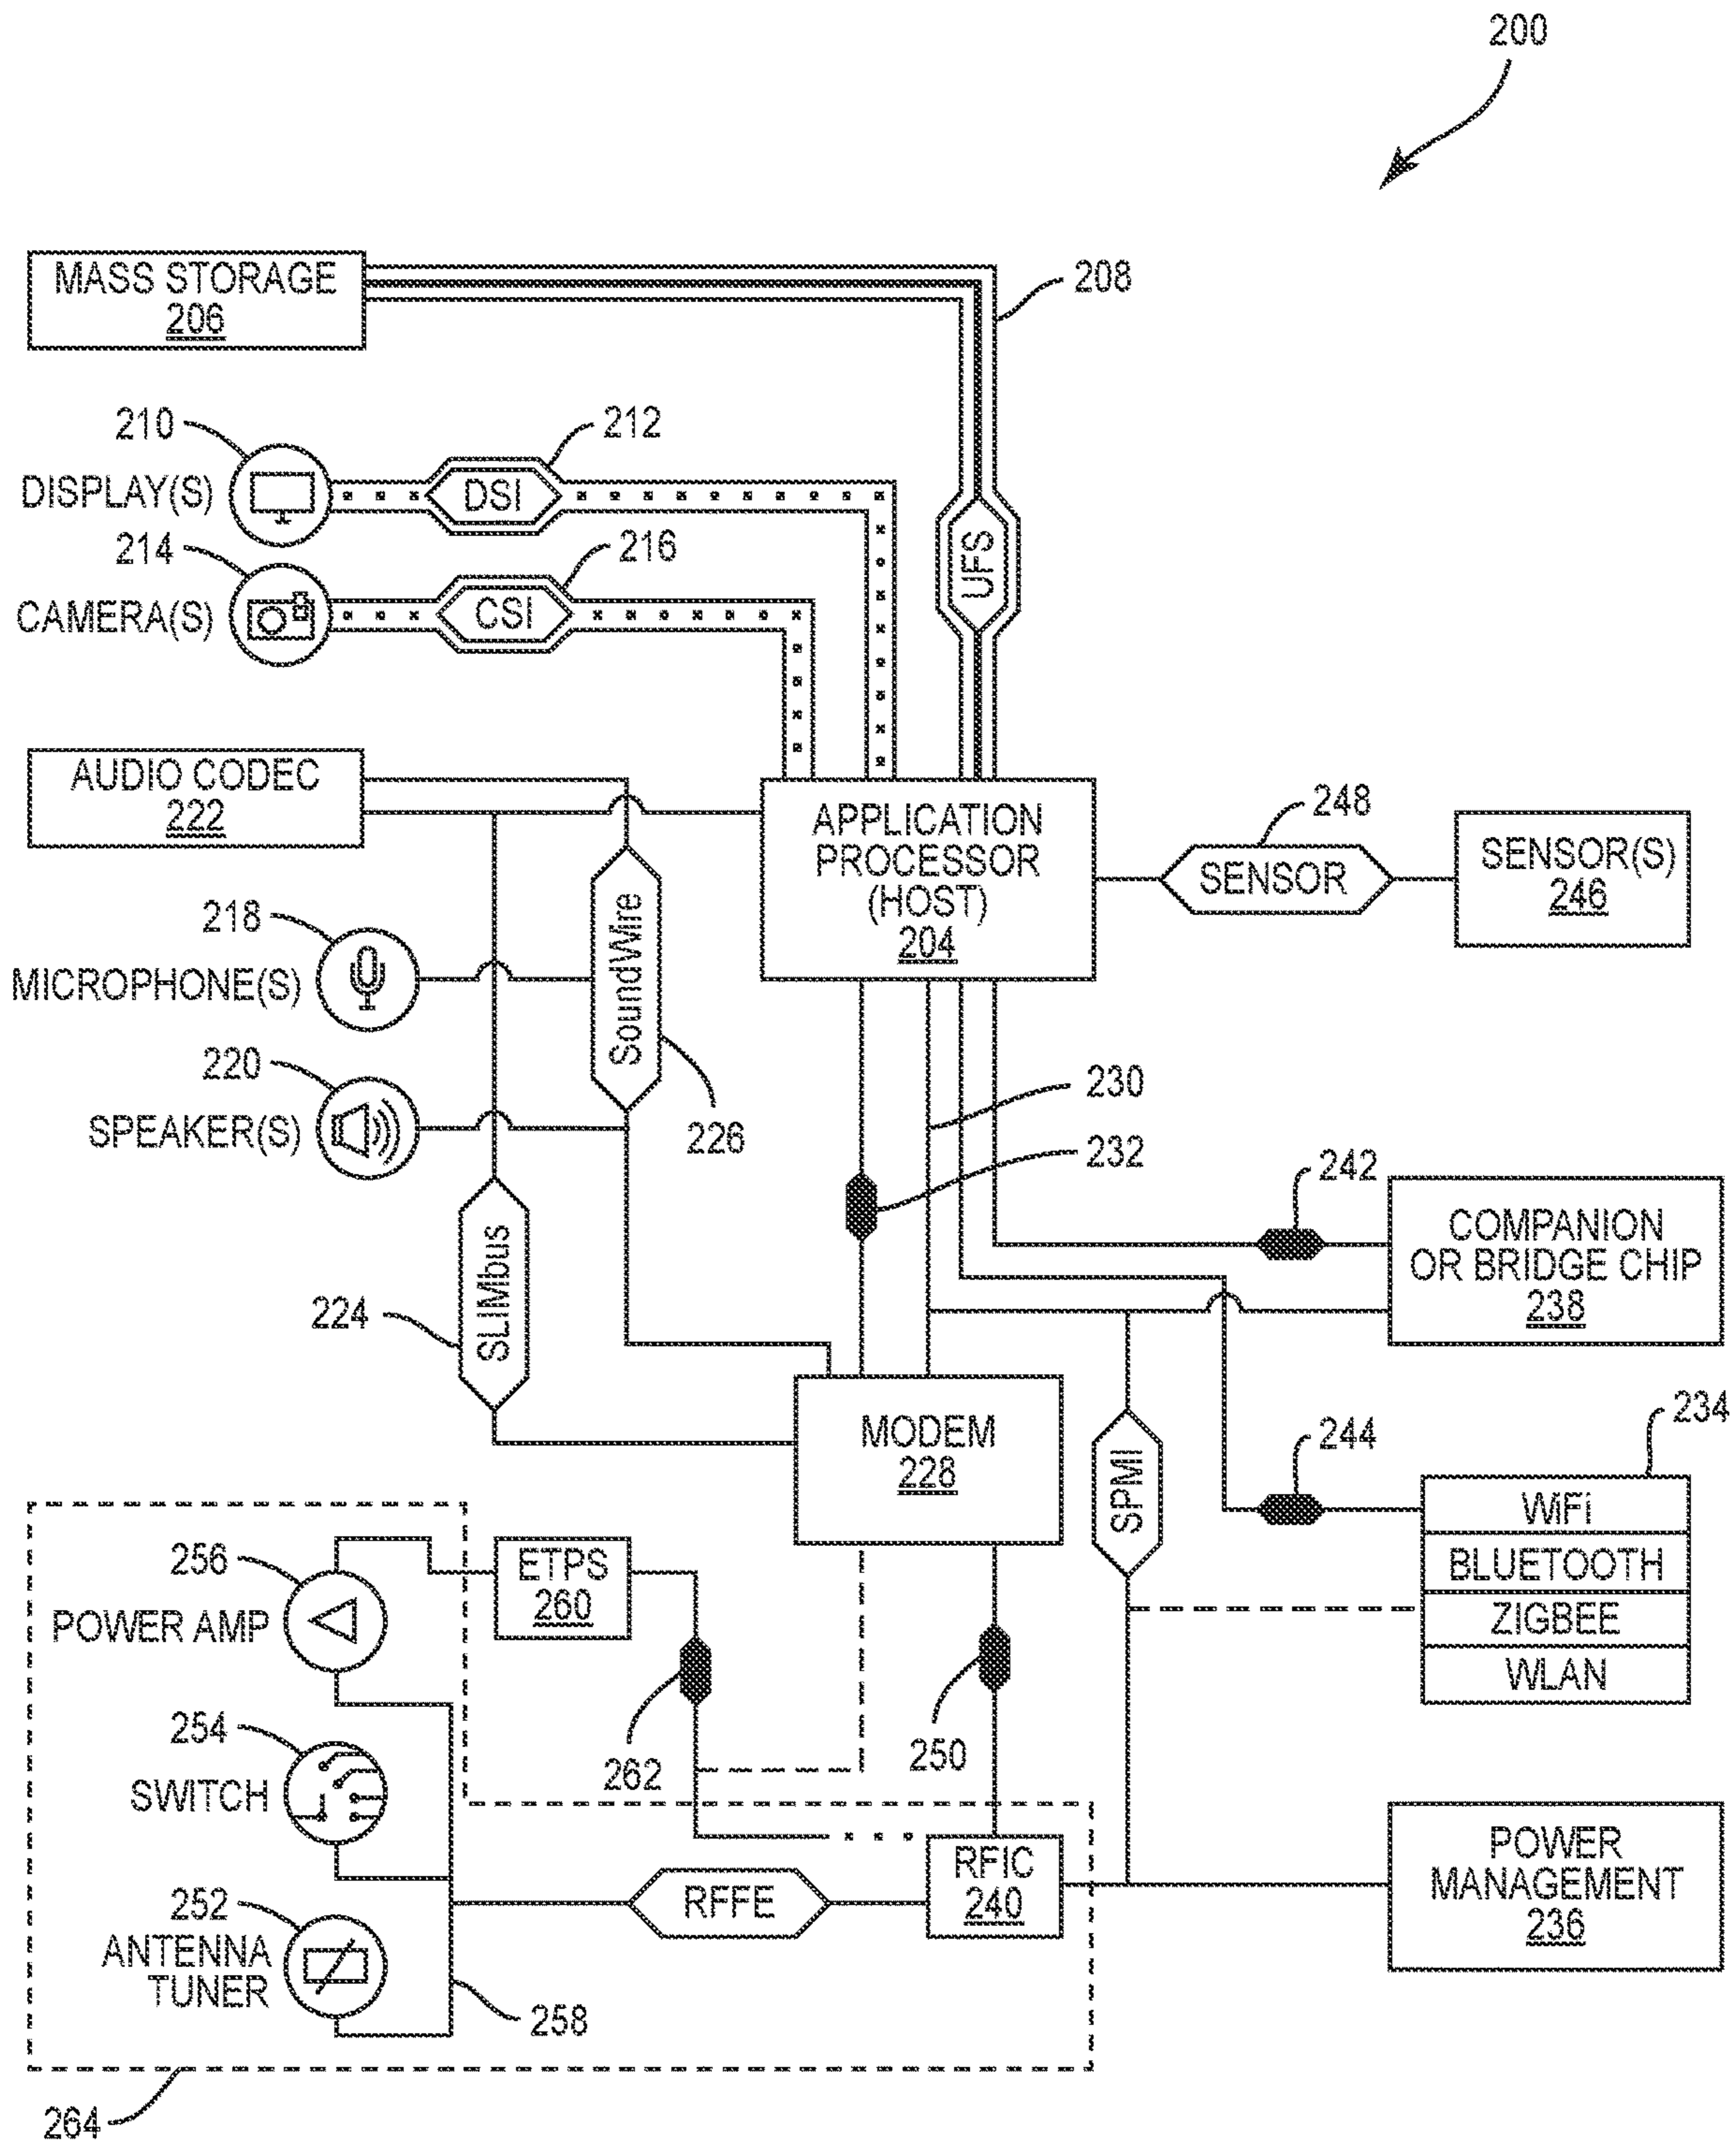 200
MASS STORAGE
206
208
210
212
DISPLAY(S)
DSI
214
216
CAMERA(S)
CSI
UFS
AUDIO CODEC
222
APPLICATION
PROCESSOR
(HOST)
204
248
SENSOR
SENSOR(S)
246
218
MICROPHONE(S)
SoundWire
220
SPEAKER(S)
226
230
232
242
COMPANION
OR BRIDGE CHIP
238
224
SLIMbus
MODEM
228
SPMI
244
234
WiFi
BLUETOOTH
ZIGBEE
WLAN
256
POWER AMP
ETPS
260
262
250
254
SWITCH
RFFE
RFIC
240
POWER
MANAGEMENT
236
252
ANTENNA
TUNER
258
264